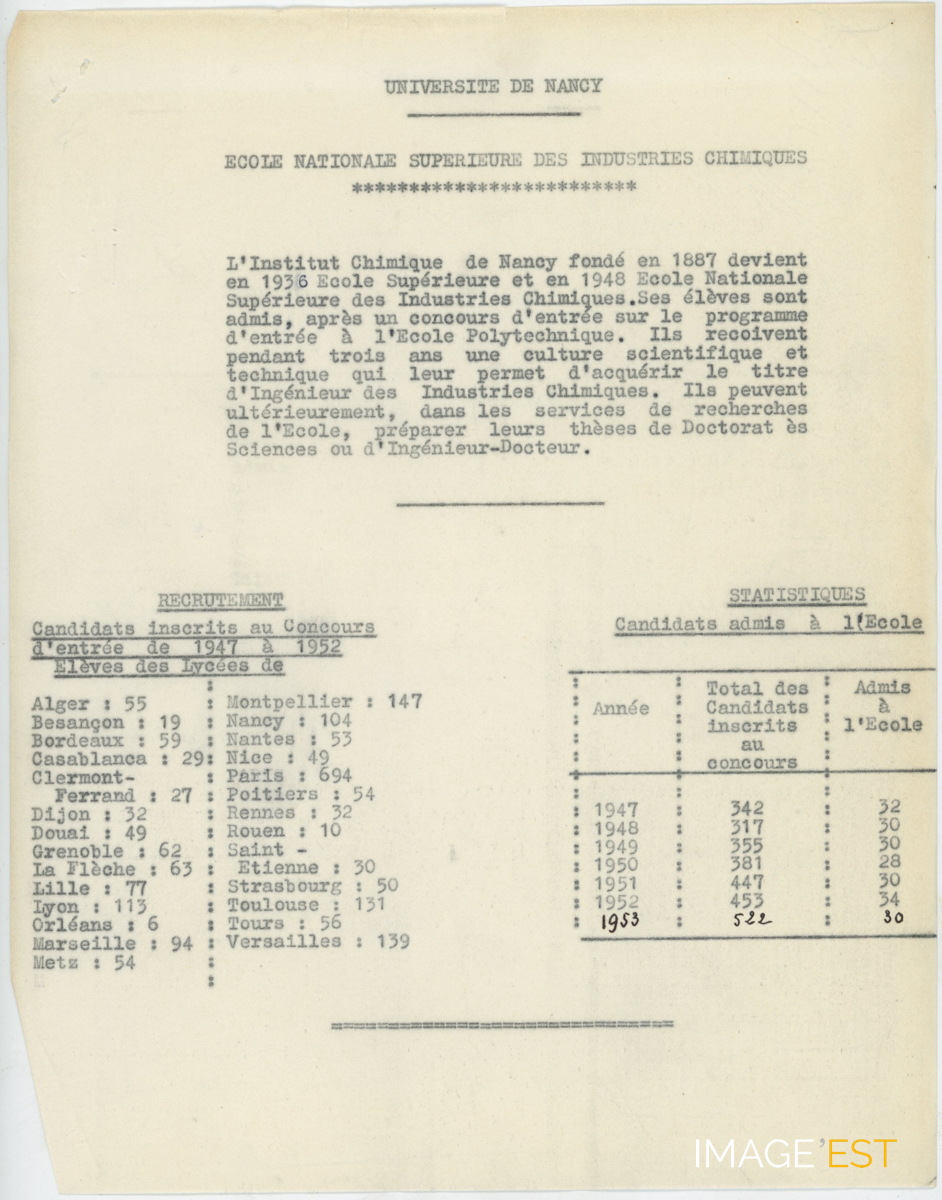 UNIVERSITE DE NANCY
ECOLE NATIONALE SUPERIEURE DES INDUSTRIES CHIMIQUES
*************************
L'Institut Chimique de Nancy fondé en 1887 devient
en 1936 Ecole Supérieure et en 1948 Ecole Nationale
Supérieure des Industries Chimiques.Ses élèves sont
admis, après un concours d'entrée sur le programme
d'entrée à l'Ecole Polytechnique. Ils recoivent
pendant trois ans une culture scientifique et
technique qui leur permet d'acquérir le titre
d'Ingénieur des Industries Chimiques. Ils peuvent
ultérieurement, dans les services de recherches
de l'Ecole, préparer leurs thèses de Doctorat ès
Sciences ou d'Ingénieur-Docteur.
RECRUTEMENT
Candidats inscrits au Concours
d'entrée de 1947 à 1952
Elèves des Lycées de
Alger : 55
Besançon : 19
Bordeaux : 59
Casablanca : 29
Clermont-
Ferrand : 27
Dijon : 32
Douai : 49
Grenoble : 62
La Flèche : 63
Lille : 77
Lyon : 113
Orléans : 6
Marseille : 94
Metz : 54
Montpellier : 147
Nancy : 104
Nantes : 53
Nice : 49
Paris : 694
Poitiers : 54
Rennes : 32
Rouen : 10
Saint -
Etienne : 30
Strasbourg : 50
Toulouse : 131
Tours : 56
Versailles : 139
STATISTIQUES
Candidats admis à l'(Ecole
Année : Total des Candidats inscrits au concours : Admis à l'Ecole
: 1947 : 342 : 32
: 1948 : 317 : 30
: 1949 : 355 : 30
: 1950 : 381 : 28
: 1951 : 447 : 30
: 1952 : 453 : 34
: 1953 : 522 : 30
IMAGE'EST